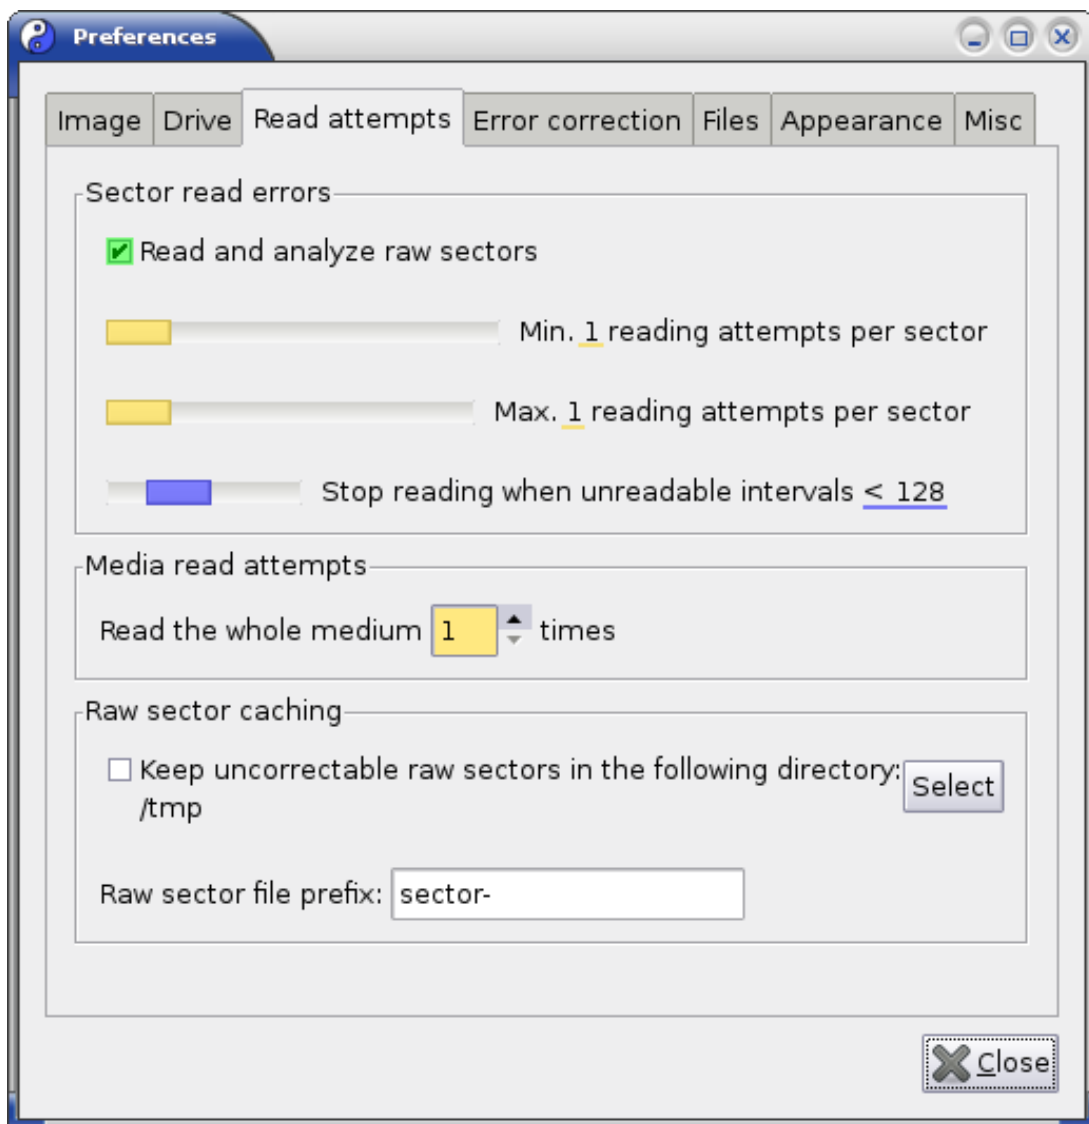 Preferences
Image Drive Read attempts Error correction Files Appearance Misc
Sector read errors
Read and analyze raw sectors
Min. 1 reading attempts per sector
Max. 1 reading attempts per sector
Stop reading when unreadable intervals < 128
Media read attempts
Read the whole medium 1 times
Raw sector caching
Keep uncorrectable raw sectors in the following directory: Select
/tmp
Raw sector file prefix: sector-
Close